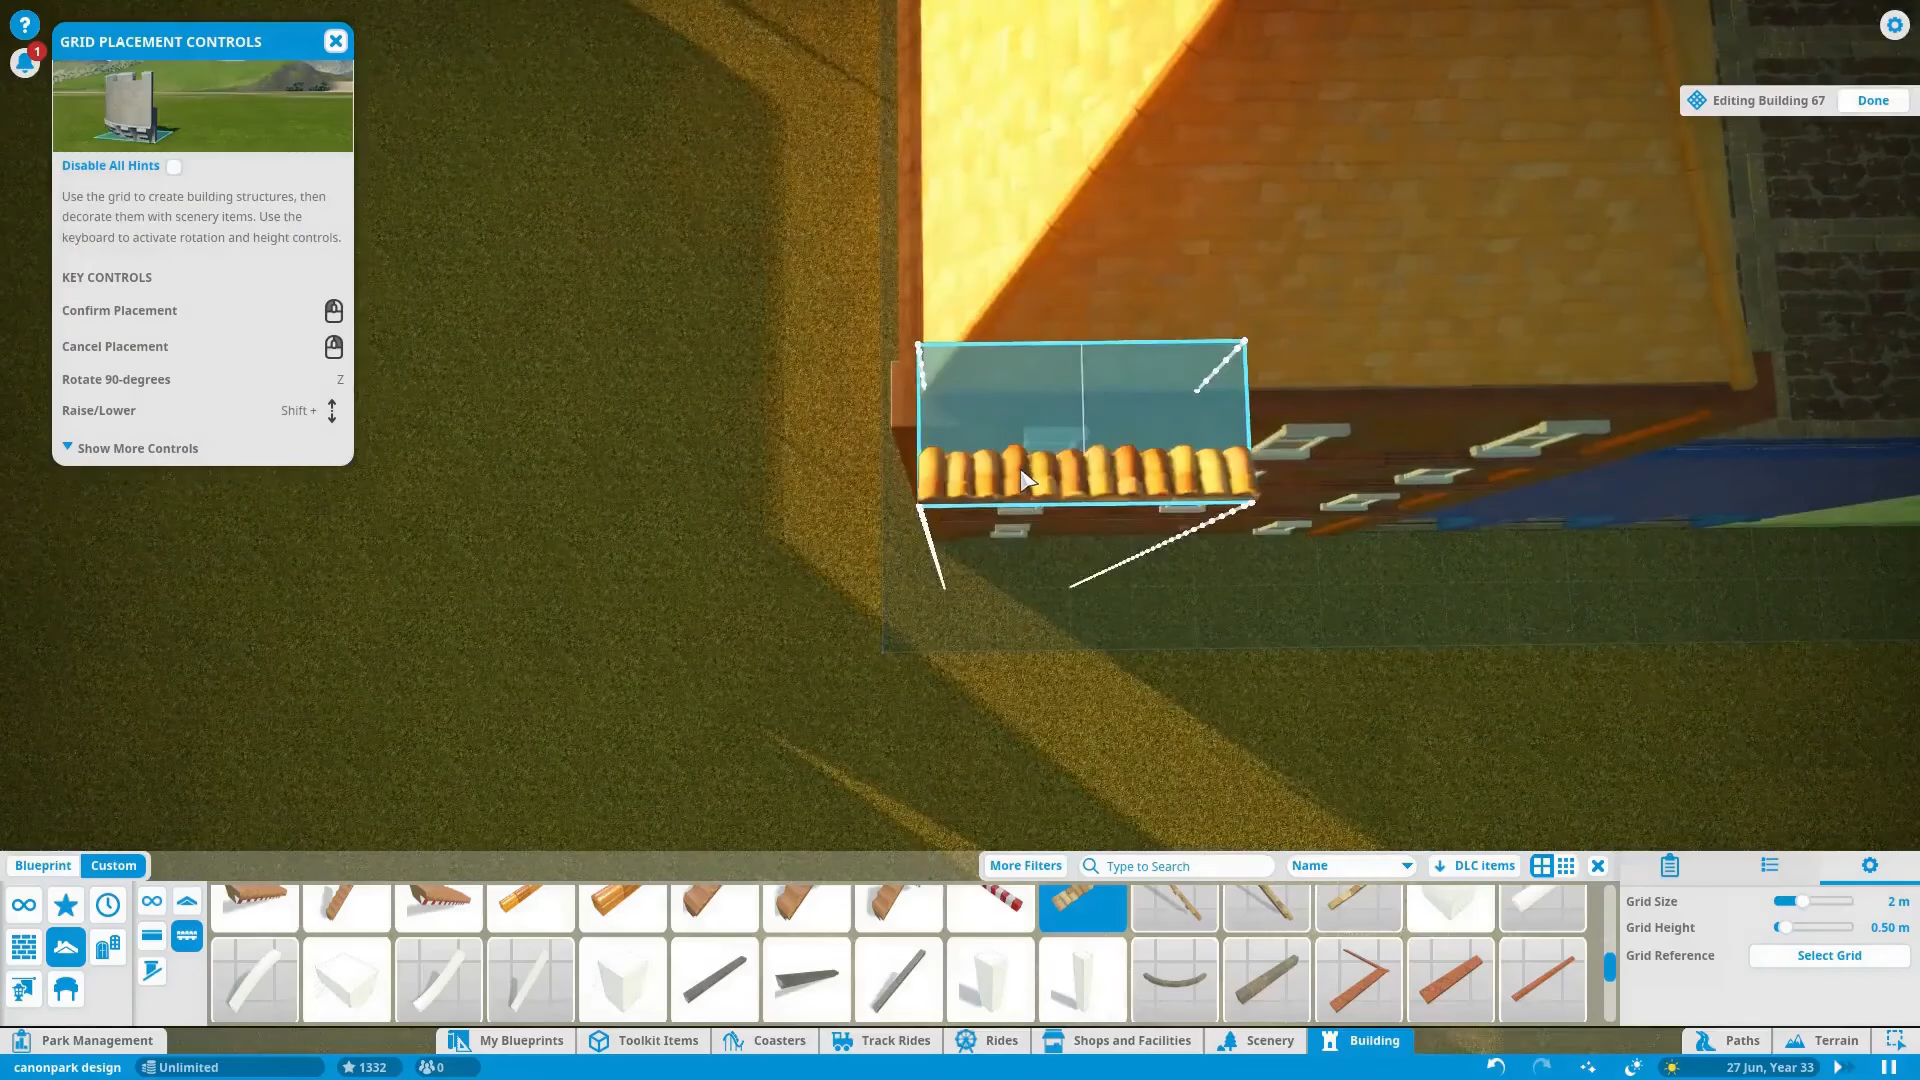 ?
1
GRID PLACEMENT CONTROLS
Disable All Hints
Use the grid to create building structures, then
decorate them with scenery items. Use the
keyboard to activate rotation and height controls.
KEY CONTROLS
Confirm Placement
Cancel Placement
Rotate 90-degrees Z
Raise/Lower Shift +
Show More Controls
Editing Building 67 Done
Blueprint Custom
More Filters Type to Search Name DLC items
Grid Size 2 m
Grid Height 0.50 m
Grid Reference Select Grid
Park Management My Blueprints Toolkit Items Coasters Track Rides Rides Shops and Facilities Scenery Building Paths Terrain
canonpark design Unlimited 1332 0 27 Jun, Year 33